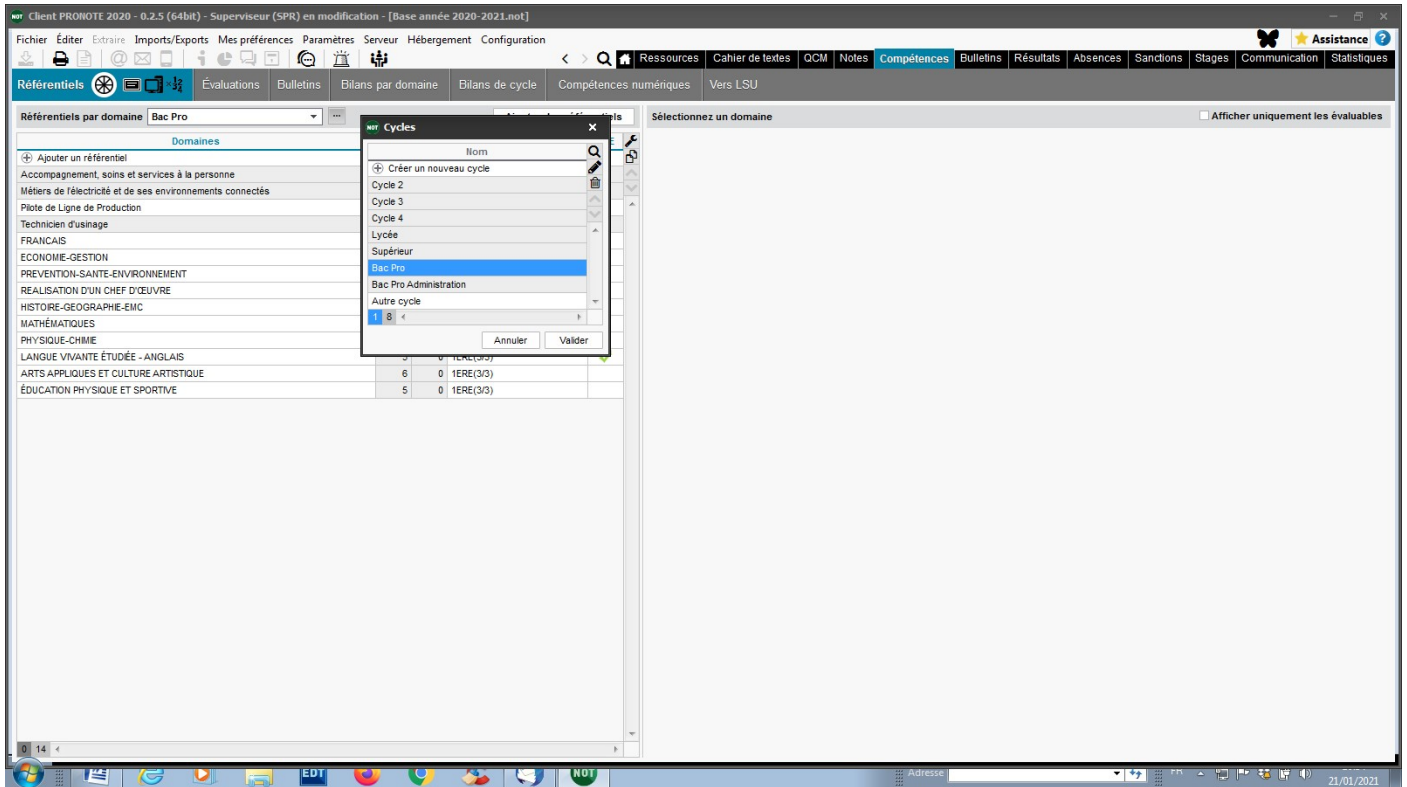 Client PRONOTE 2020 - 0.2.5 (64bit) - Superviseur (SPR) en modification - [Base année 2020-2021.not]
Fichier Éditer Extraire Imports/Exports Mes préférences Paramètres Serveur Hébergement Configuration
Assistance ?
Ressources Cahier de textes QCM Notes Compétences Bulletins Résultats Absences Sanctions Stages Communication Statistiques
Référentiels Évaluations Bulletins Bilans par domaine Bilans de cycle Compétences numériques Vers LSU
Référentiels par domaine Bac Pro ...
Domaines
Ajouter un référentiel
Accompagnement, soins et services à la personne
Métiers de l'électricité et de ses environnements connectés
Pilote de Ligne de Production
Technicien d'usinage
FRANCAIS
ECONOMIE-GESTION
PREVENTION-SANTE-ENVIRONNEMENT
REALISATION D'UN CHEF D'ŒUVRE
HISTOIRE-GEOGRAPHIE-EMC
MATHÉMATIQUES
PHYSIQUE-CHIMIE
LANGUE VIVANTE ÉTUDIÉE - ANGLAIS
ARTS APPLIQUES ET CULTURE ARTISTIQUE 6 0 1ERE(3/3)
ÉDUCATION PHYSIQUE ET SPORTIVE 5 0 1ERE(3/3)
0 14
NOT Cycles
Nom
Créer un nouveau cycle
Cycle 2
Cycle 3
Cycle 4
Lycée
Supérieur
Bac Pro
Bac Pro Administration
Autre cycle
1 8
Annuler Valider
Sélectionnez un domaine
Afficher uniquement les évaluables
EDT NOT Adresse FR
21/01/2021